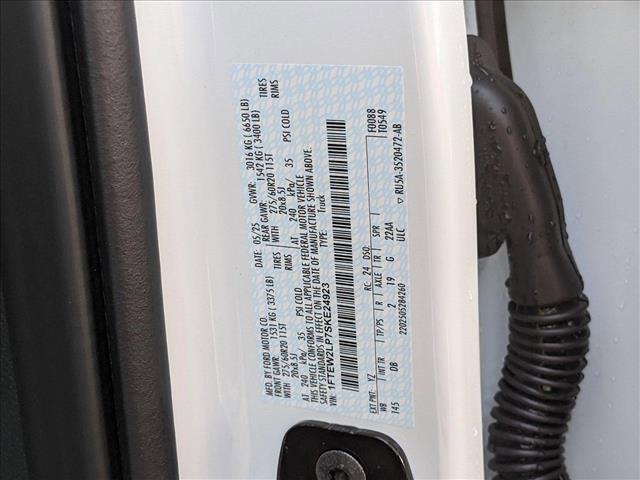 MFD. BY FORD MOTOR CO.
DATE: 05/25 GVWR: 3016 KG ( 6650 LB)
FRONT GAWR: 1531 KG ( 3375 LB) REAR GAWR: 1542 KG ( 3400 LB)
WITH 275/60R20 115T TIRES WITH 275/60R20 115T TIRES
20x8.5J RIMS 20x8.5J RIMS
AT 240 kPa/ 35 PSI COLD AT 240 kPa/ 35 PSI COLD
THIS VEHICLE CONFORMS TO ALL APPLICABLE FEDERAL MOTOR VEHICLE
SAFETY STANDARDS IN EFFECT ON THE DATE OF MANUFACTURE SHOWN ABOVE.
VIN: 1FTEW2LP7SKE24923 TYPE: Truck
F0088
T0549
EXT PNT: YZ RC: 24 DSO:
WB INT TR TP/PS R AXLE TR SPR
145 DB 2 19 G 22AA
ULC
2202505284260 ▽ RU5A-3520472-AB